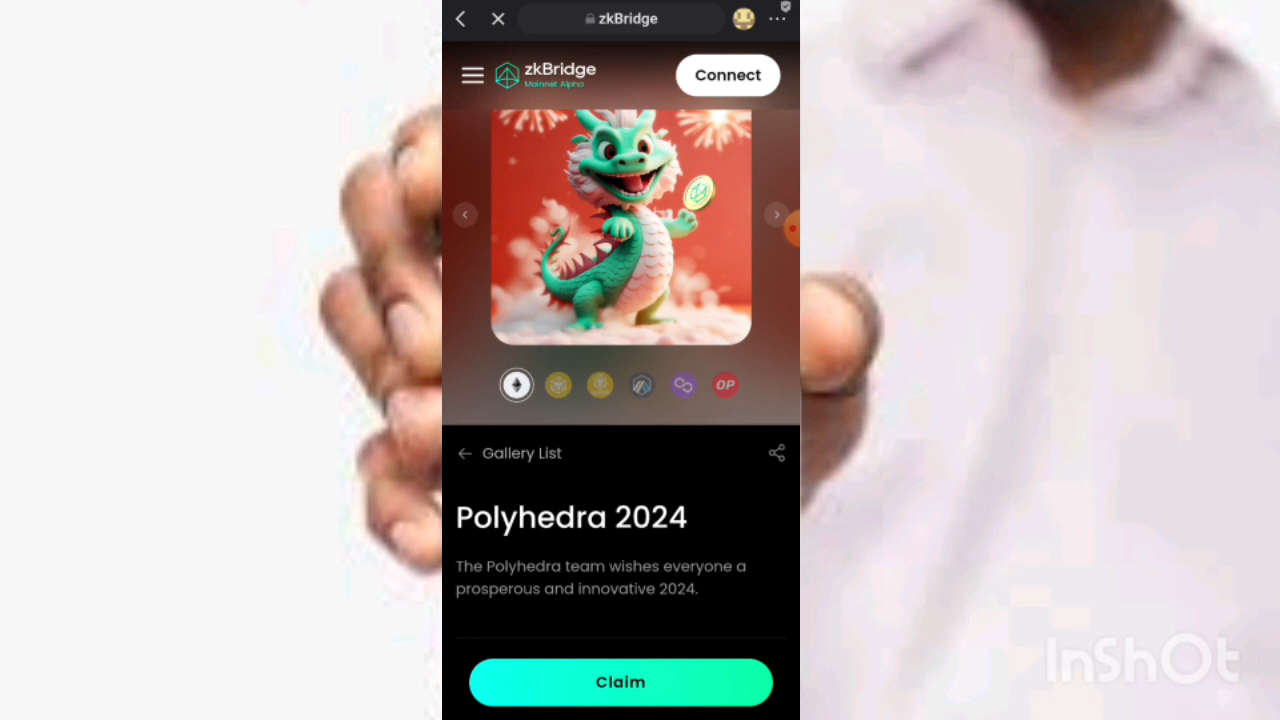 zkBridge
zkBridge
Mainnet Alpha
Connect
OP
Gallery List
Polyhedra 2024
The Polyhedra team wishes everyone a
prosperous and innovative 2024.
Claim
InShOt